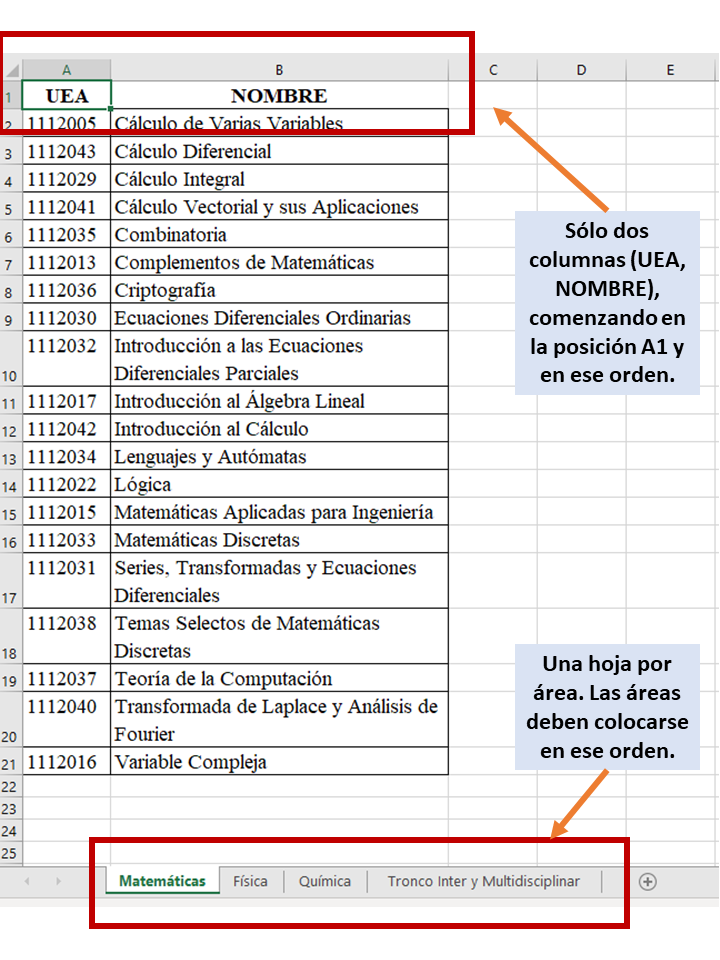 A B C D E
1 UEA NOMBRE
2 1112005 Cálculo de Varias Variables
3 1112043 Cálculo Diferencial
4 1112029 Cálculo Integral
5 1112041 Cálculo Vectorial y sus Aplicaciones
6 1112035 Combinatoria
7 1112013 Complementos de Matemáticas
8 1112036 Criptografía
9 1112030 Ecuaciones Diferenciales Ordinarias
1112032 Introducción a las Ecuaciones
10 Diferenciales Parciales
11 1112017 Introducción al Álgebra Lineal
12 1112042 Introducción al Cálculo
13 1112034 Lenguajes y Autómatas
14 1112022 Lógica
15 1112015 Matemáticas Aplicadas para Ingeniería
16 1112033 Matemáticas Discretas
1112031 Series, Transformadas y Ecuaciones
17 Diferenciales
1112038 Temas Selectos de Matemáticas
18 Discretas
19 1112037 Teoría de la Computación
1112040 Transformada de Laplace y Análisis de
20 Fourier
21 1112016 Variable Compleja
22
23
24
25
Sólo dos
columnas (UEA,
NOMBRE),
comenzando en
la posición A1 y
en ese orden.
Una hoja por
área. Las áreas
deben colocarse
en ese orden.
Matemáticas Física Química Tronco Inter y Multidisciplinar